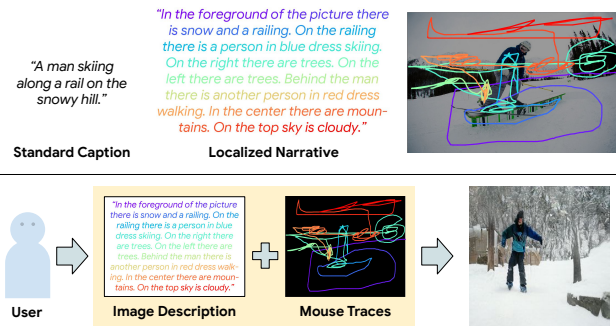 “A man skiing
along a rail on the
snowy hill.”
Standard Caption
“In the foreground of the picture there
is snow and a railing. On the railing
there is a person in blue dress skiing.
On the right there are trees. On the
left there are trees. Behind the man
there is another person in red dress
walking. In the center there are moun-
tains. On the top sky is cloudy.”
Localized Narrative
User
“In the foreground of the picture
there is snow and a railing. On the
railing there is a person in blue
dress skiing. On the right there
are trees. On the left there are
trees. Behind the man there is
another person in red dress walk-
ing. In the center there are moun-
tains. On the top sky is cloudy.”
Image Description
Mouse Traces